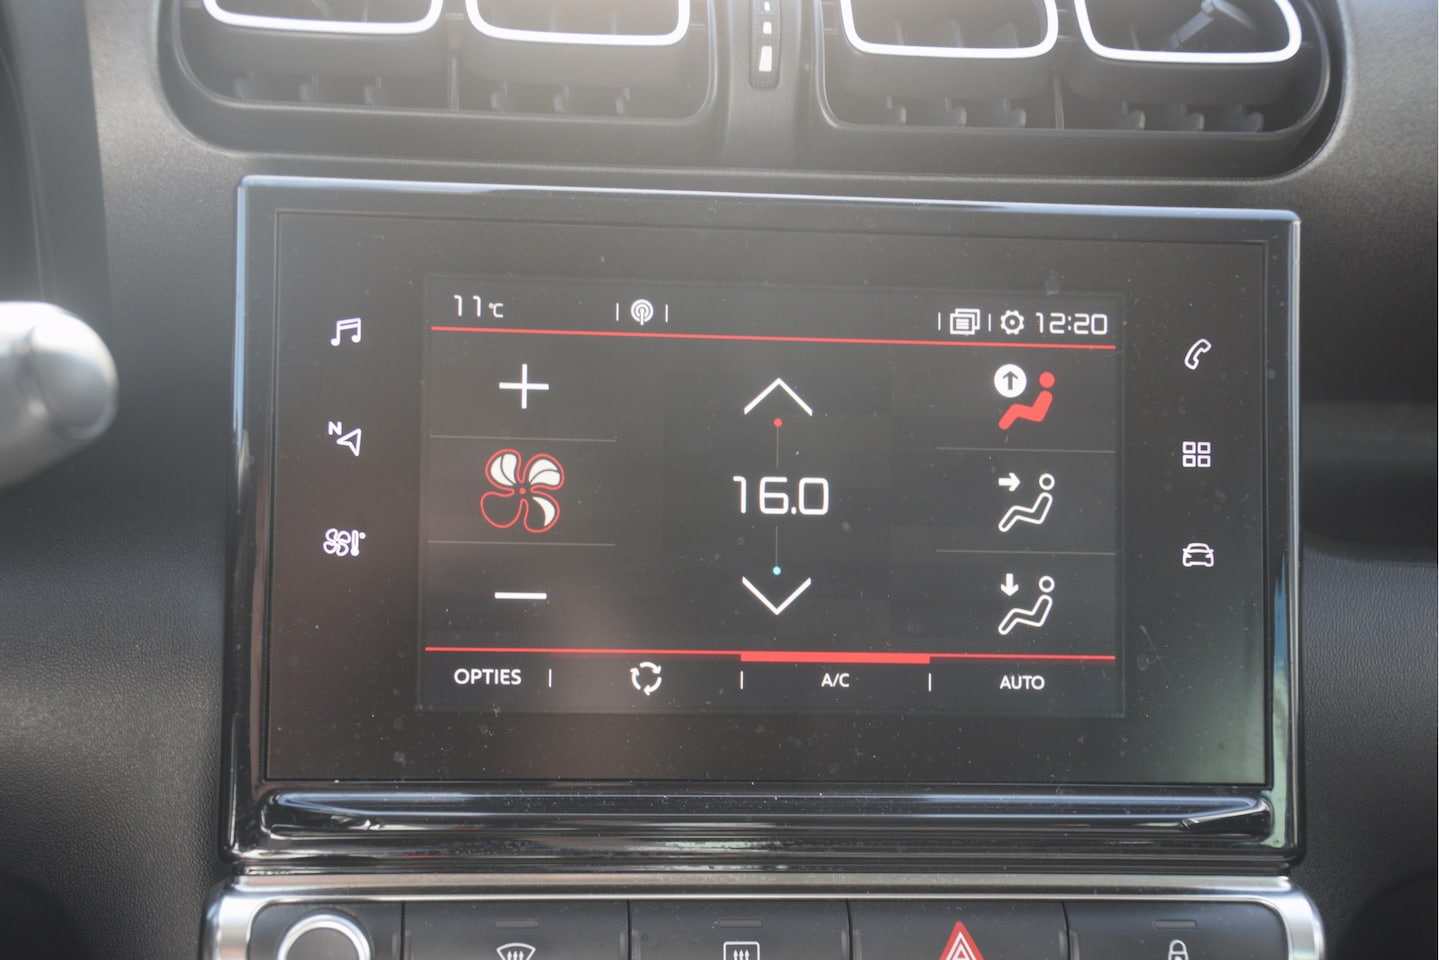 11°C
12:20
N
16.0
OPTIES
A/C
AUTO